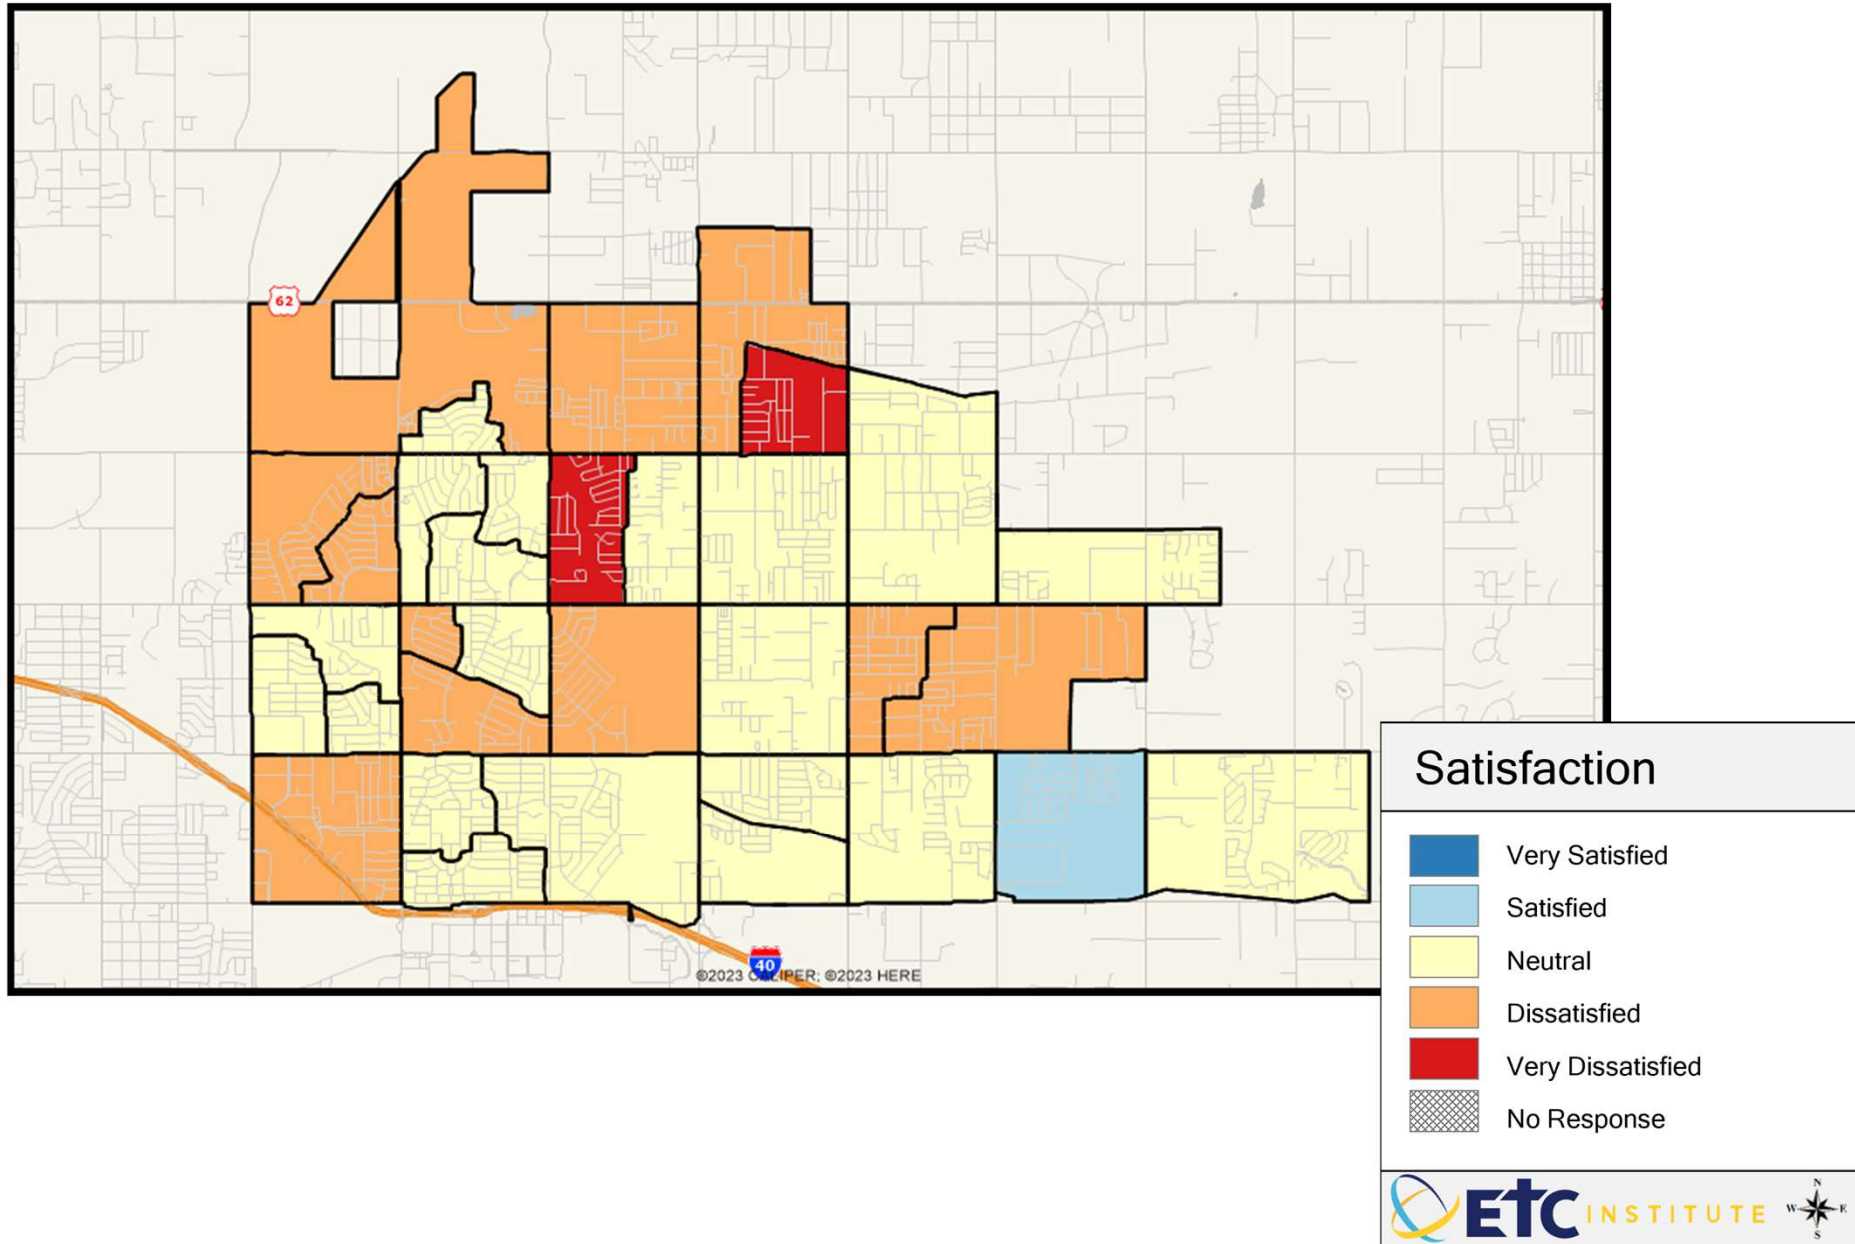 62
40
©2023 CALIPER; ©2023 HERE
Satisfaction
Very Satisfied
Satisfied
Neutral
Dissatisfied
Very Dissatisfied
No Response
ETC INSTITUTE
N
W E
S